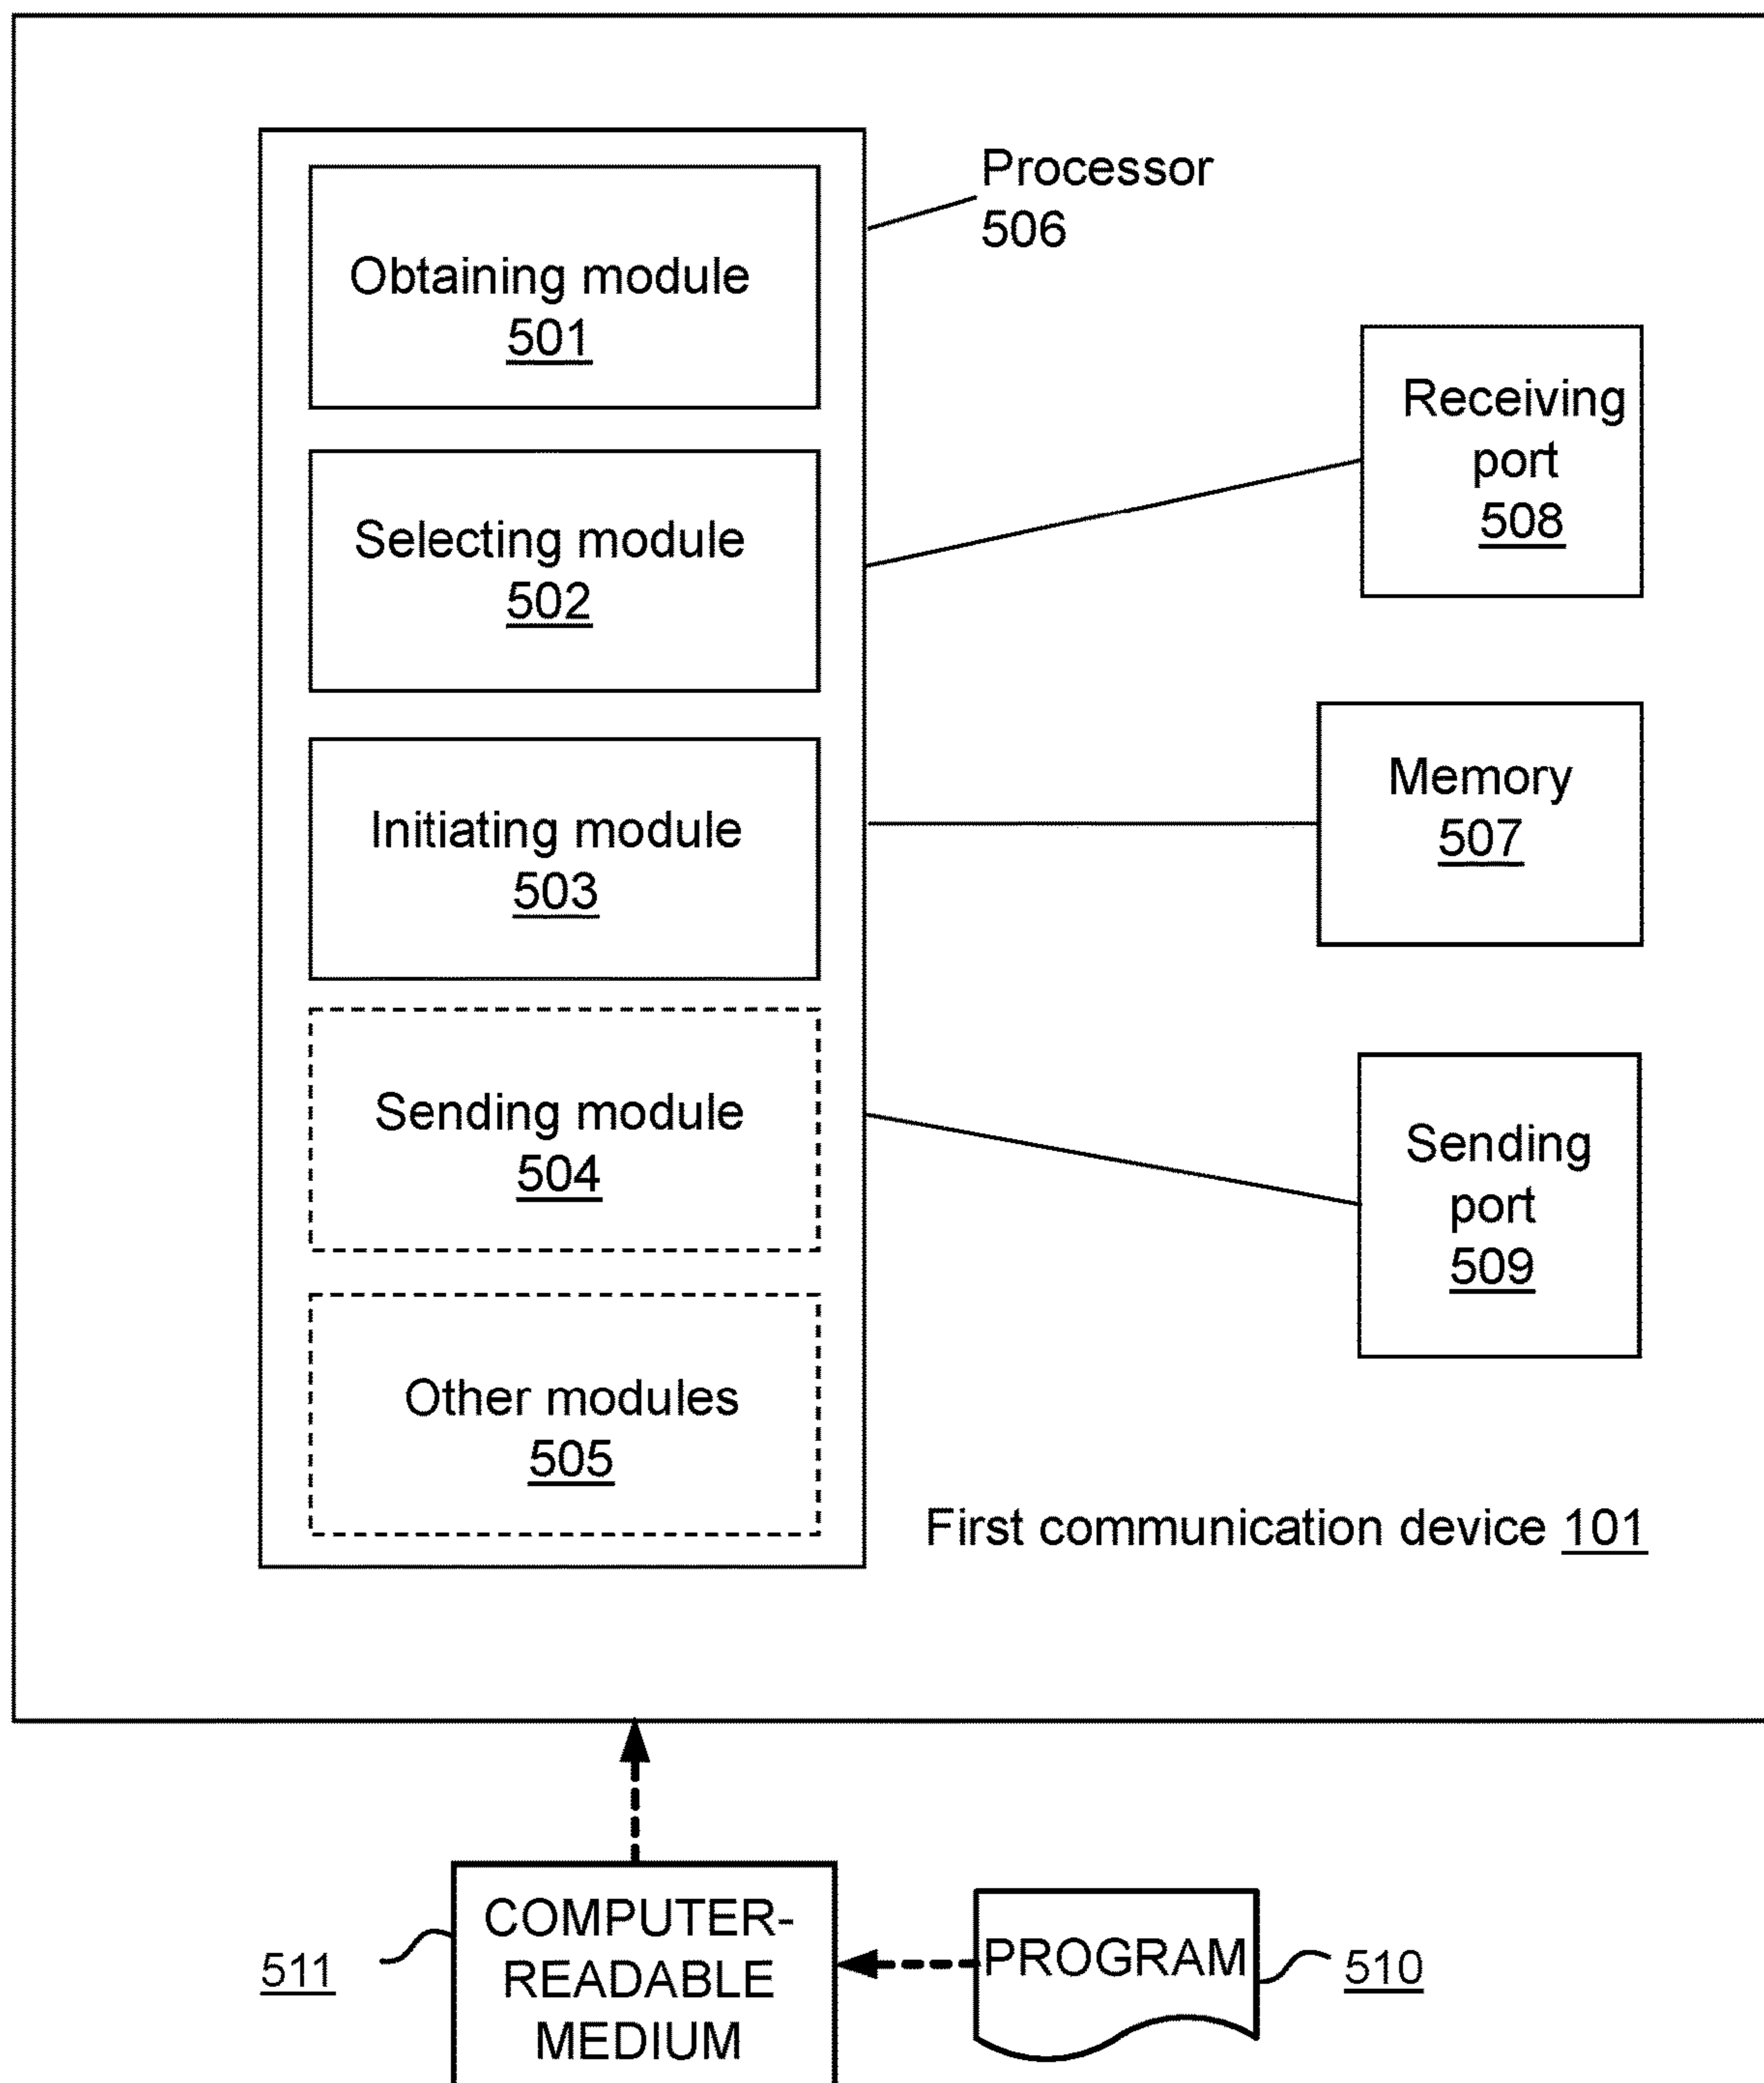 Processor
506
Obtaining module
501
Receiving
port
508
Selecting module
502
Memory
507
Initiating module
503
Sending module
504
Sending
port
509
Other modules
505
First communication device 101
COMPUTER-
READABLE
MEDIUM
511
PROGRAM
510